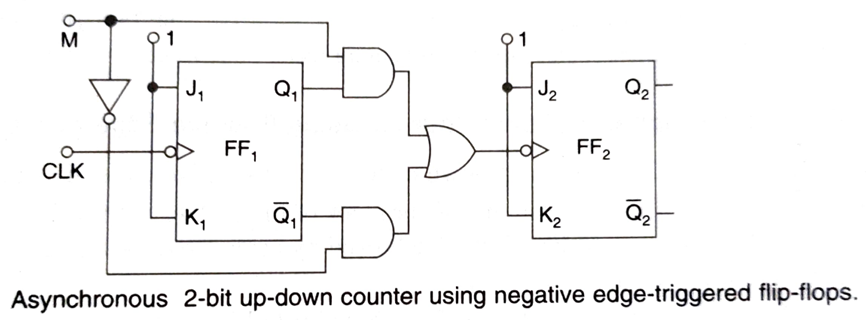 M
1
1
J₁
Q₁
J₂
Q₂
CLK
FF₁
FF₂
K₁
Q̅₁
K₂
Q̅₂
Asynchronous 2-bit up-down counter using negative edge-triggered flip-flops.